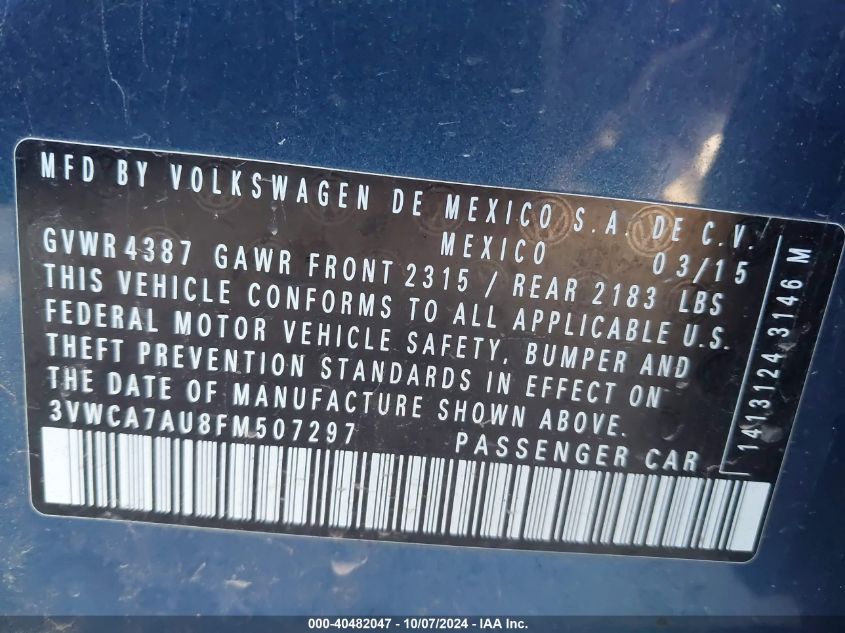 MFD BY VOLKSWAGEN DE MEXICO S.A. DE C.V.
MEXICO 03/15
GVWR 4387 GAWR FRONT 2315 / REAR 2183 LBS
THIS VEHICLE CONFORMS TO ALL APPLICABLE U.S.
FEDERAL MOTOR VEHICLE SAFETY, BUMPER AND
THEFT PREVENTION STANDARDS IN EFFECT ON
THE DATE OF MANUFACTURE SHOWN ABOVE.
3VWCA7AU8FM507297 PASSENGER CAR
1413124.3146 M
000-40482047 - 10/07/2024 - IAA Inc.